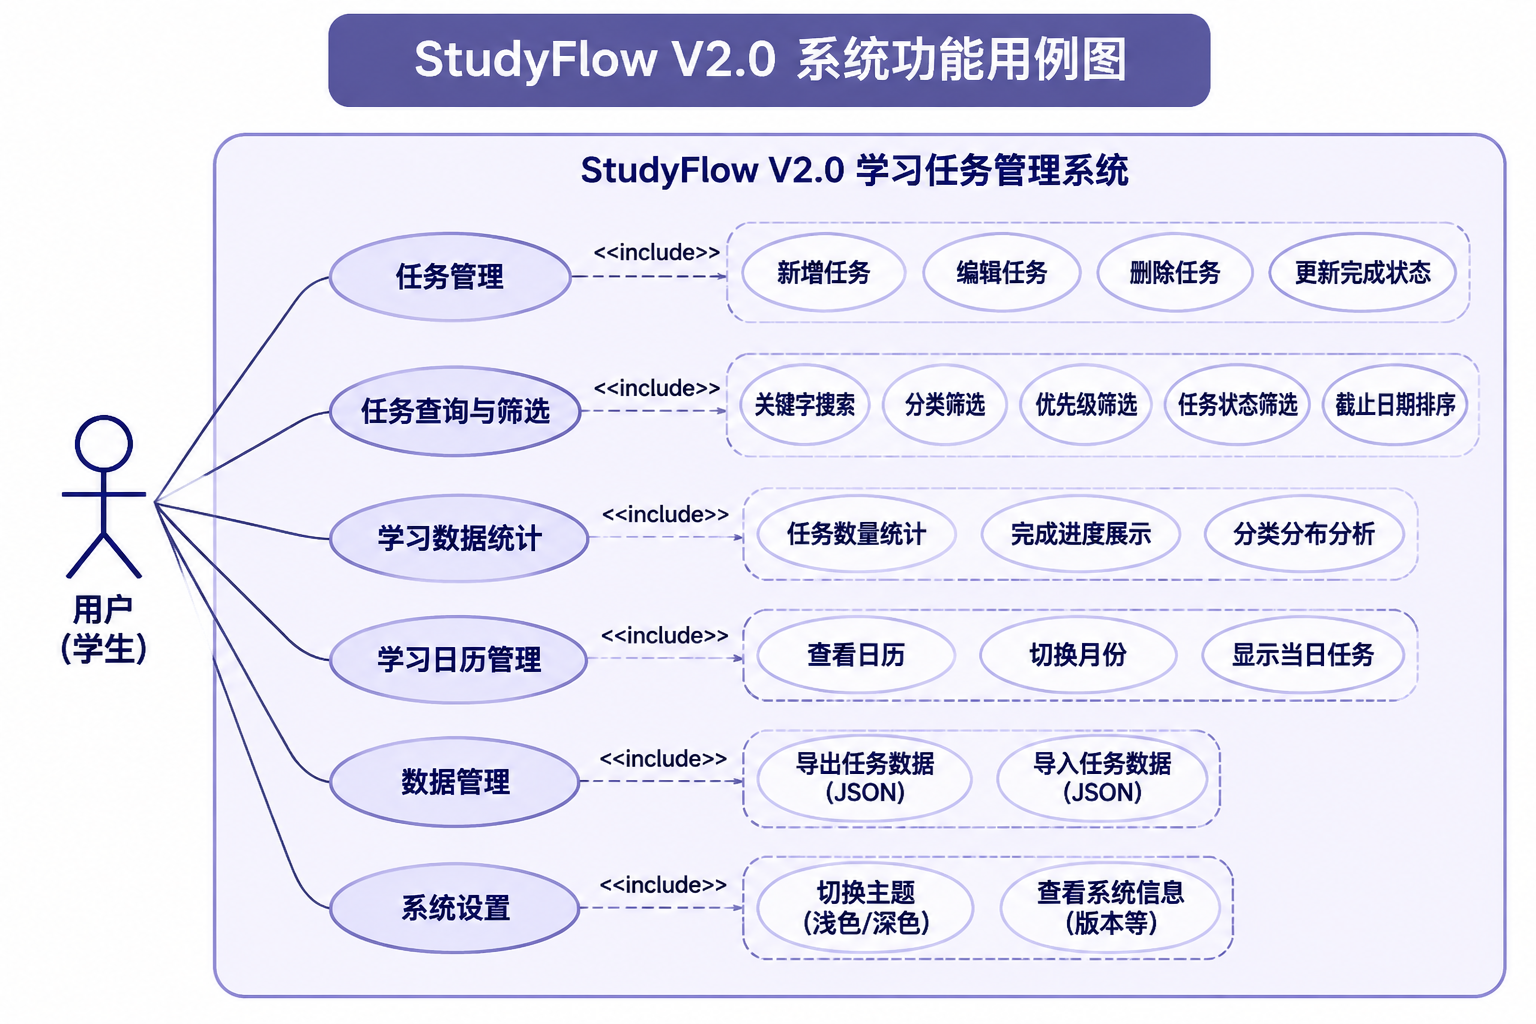 StudyFlow V2.0 系统功能用例图
StudyFlow V2.0 学习任务管理系统
用户
(学生)
任务管理
<<include>>
新增任务
编辑任务
删除任务
更新完成状态
任务查询与筛选
<<include>>
关键字搜索
分类筛选
优先级筛选
任务状态筛选
截止日期排序
学习数据统计
<<include>>
任务数量统计
完成进度展示
分类分布分析
学习日历管理
<<include>>
查看日历
切换月份
显示当日任务
数据管理
<<include>>
导出任务数据
(JSON)
导入任务数据
(JSON)
系统设置
<<include>>
切换主题
(浅色/深色)
查看系统信息
(版本等)